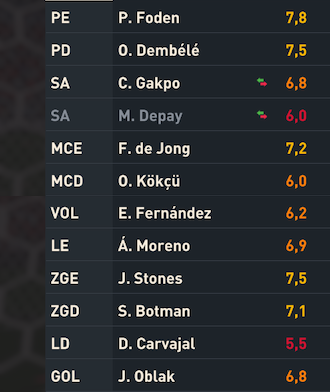 PE P. Foden 7,8
PD O. Dembélé 7,5
SA C. Gakpo 6,8
SA M. Depay 6,0
MCE F. de Jong 7,2
MCD O. Kökçü 6,0
VOL E. Fernández 6,2
LE Á. Moreno 6,9
ZGE J. Stones 7,5
ZGD S. Botman 7,1
LD D. Carvajal 5,5
GOL J. Oblak 6,8